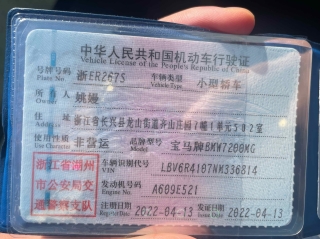 中华人民共和国机动车行驶证
Vehicle License of the People's Republic of China
号牌号码 浙ER267S 车辆类型 小型轿车
Plate No. Vehicle Type
所有人 姚嫚
Owner
住址 浙江省长兴县龙山街道齐山庄园7幢1单元502室
Address
使用性质 非营运 品牌型号 宝马牌BMW7200MG
Use Character Model
浙江省湖州
市公安局交
通警察支队
车辆识别代号 LBV6R4107NM336814
VIN
发动机号码 A609E521
Engine No.
注册日期 2022-04-13 发证日期 2022-04-13
Register Date Issue Date